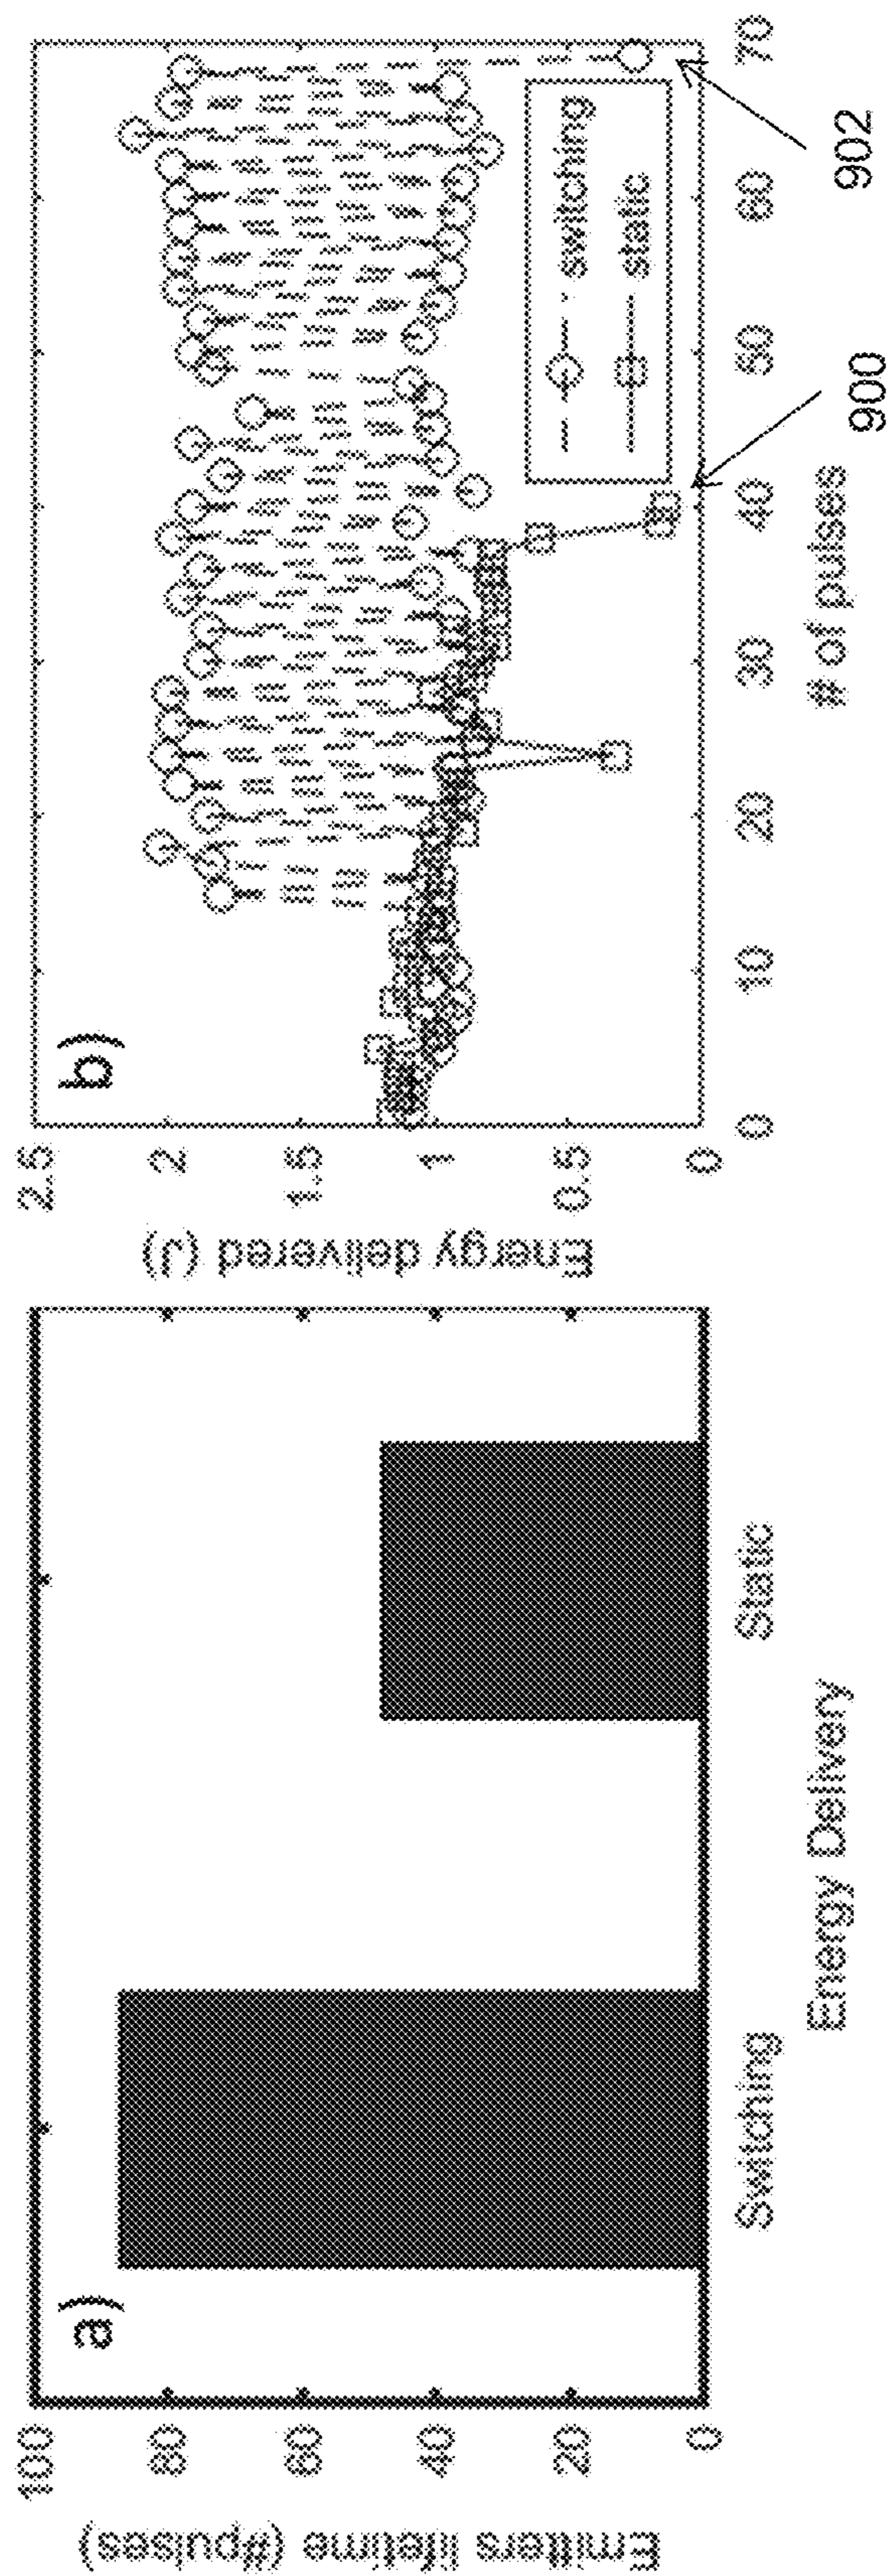 a)
100
80
60
40
20
0
Emitters lifetime (#pulses)
Switching
Static
Energy Delivery
b)
2.5
2
1.5
1
0.5
0
Energy delivered (J)
switching
static
0
10
20
30
40
50
60
70
# of pulses
900
902